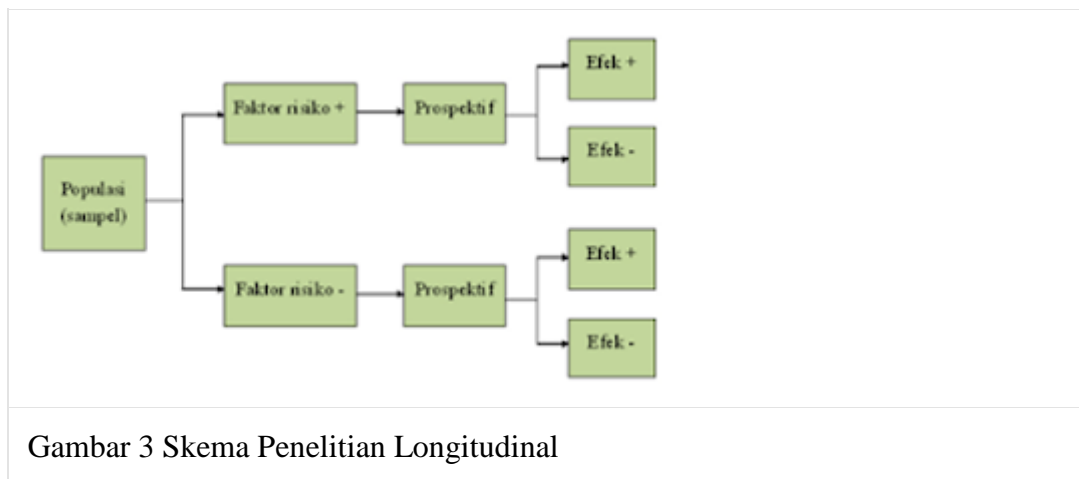 Efek +
Faktor risiko +
Prospektif
Efek -
Populasi
(sampel)
Efek +
Faktor risiko -
Prospektif
Efek -
Gambar 3 Skema Penelitian Longitudinal